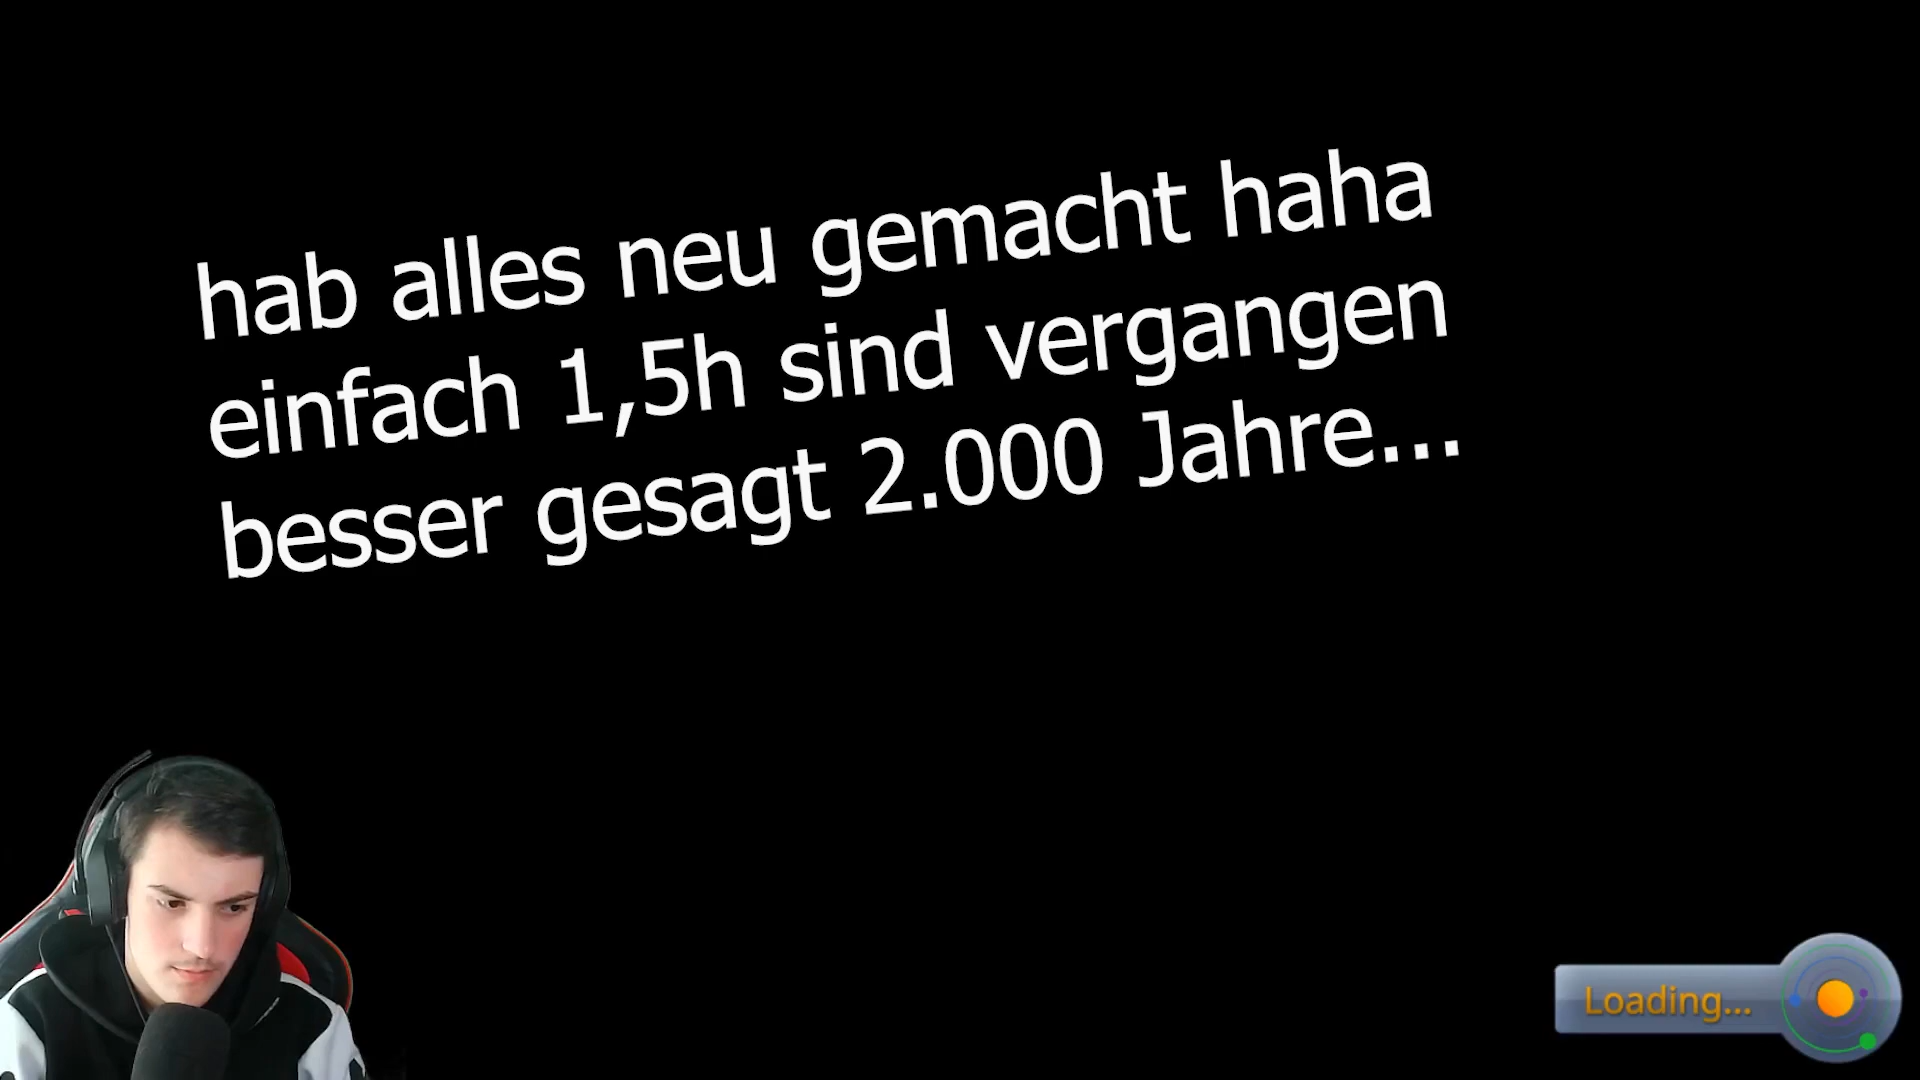 hab alles neu gemacht haha
einfach 1,5h sind vergangen
besser gesagt 2.000 Jahre...
Loading...